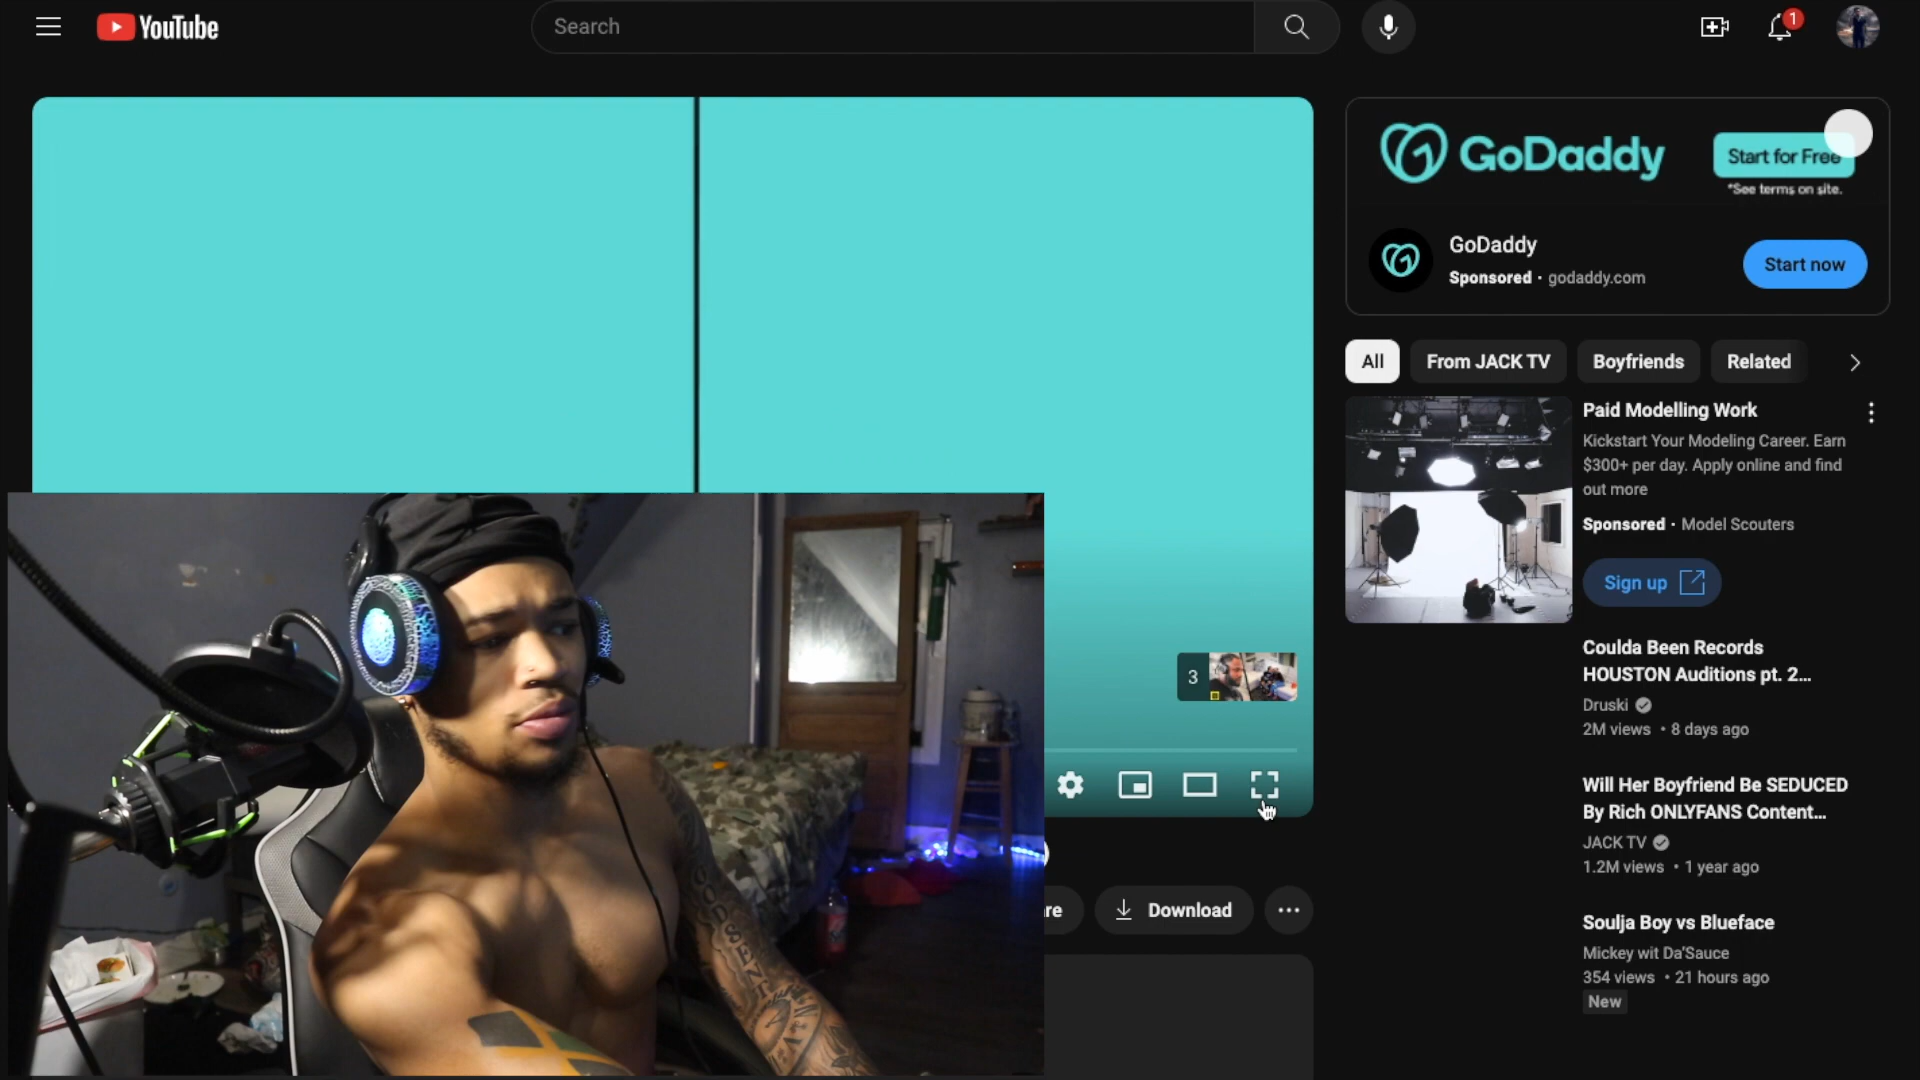 YouTube
Search
1
GoDaddy
Start for Free
*See terms on site.
GoDaddy
Sponsored · godaddy.com
Start now
All
From JACK TV
Boyfriends
Related
Paid Modelling Work
Kickstart Your Modeling Career. Earn
$300+ per day. Apply online and find
out more
Sponsored · Model Scouters
Sign up
Coulda Been Records
HOUSTON Auditions pt. 2...
Druski
2M views • 8 days ago
Will Her Boyfriend Be SEDUCED
By Rich ONLYFANS Content...
JACK TV
1.2M views • 1 year ago
Soulja Boy vs Blueface
Mickey wit Da'Sauce
354 views • 21 hours ago
New
3
re
Download
GODSENT